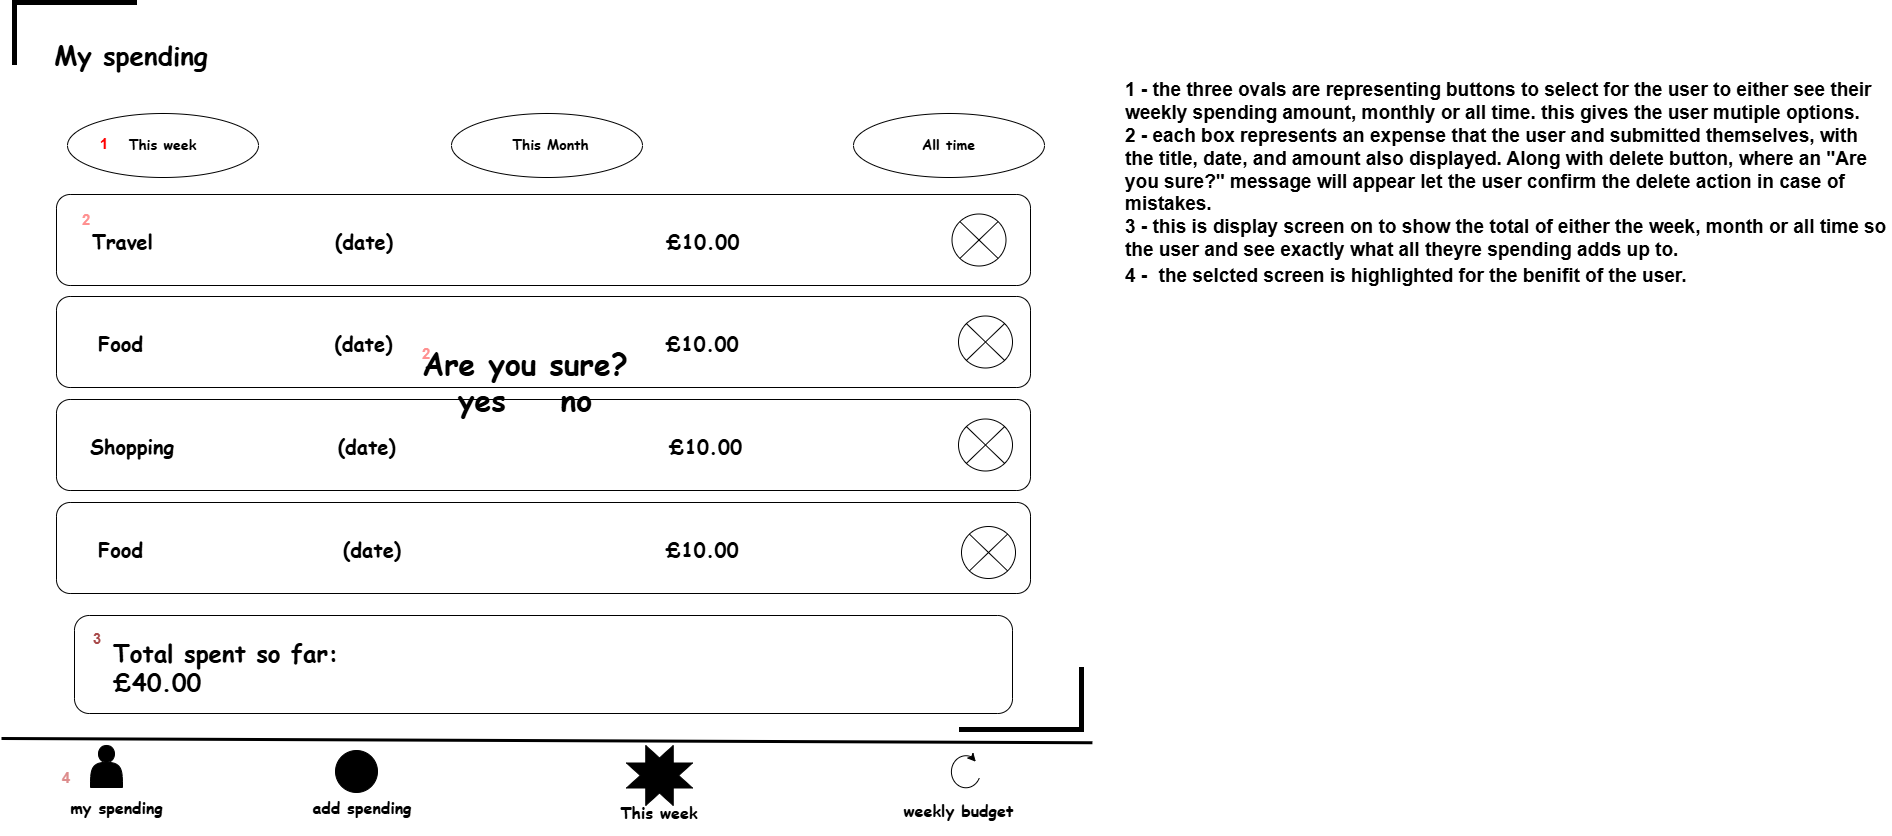 My spending
1 This week
This Month
All time
2
Travel (date) £10.00
Food (date) £10.00
2
Are you sure?
yes no
Shopping (date) £10.00
Food (date) £10.00
3
Total spent so far:
£40.00
4
my spending
add spending
This week
weekly budget
1 - the three ovals are representing buttons to select for the user to either see their
weekly spending amount, monthly or all time. this gives the user mutiple options.
2 - each box represents an expense that the user and submitted themselves, with
the title, date, and amount also displayed. Along with delete button, where an "Are
you sure?" message will appear let the user confirm the delete action in case of
mistakes.
3 - this is display screen on to show the total of either the week, month or all time so
the user and see exactly what all theyre spending adds up to.
4 - the selcted screen is highlighted for the benifit of the user.